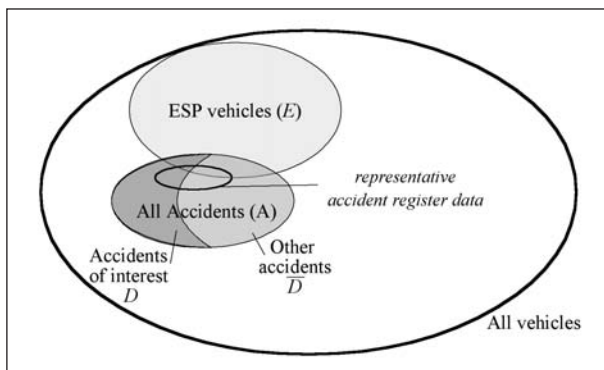 ESP vehicles (E)
representative
accident register data
All Accidents (A)
Accidents
of interest
D
Other
accidents
D̅
All vehicles